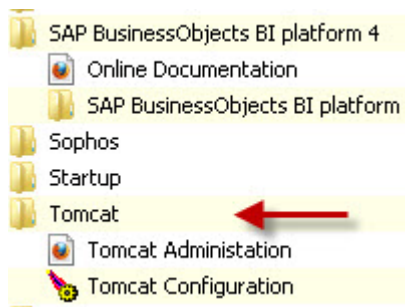 SAP BusinessObjects BI platform 4
Online Documentation
SAP BusinessObjects BI platform
Sophos
Startup
Tomcat
Tomcat Administation
Tomcat Configuration